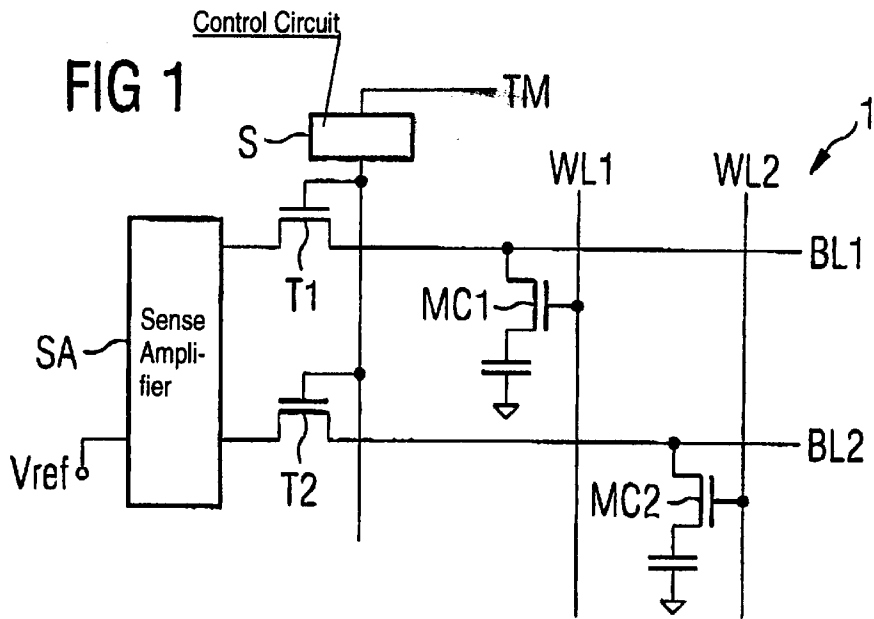 Control Circuit
FIG 1
TM
S
1
WL1
WL2
T1
BL1
MC1
SA
Sense
Ampli-
fier
T2
BL2
Vref
MC2